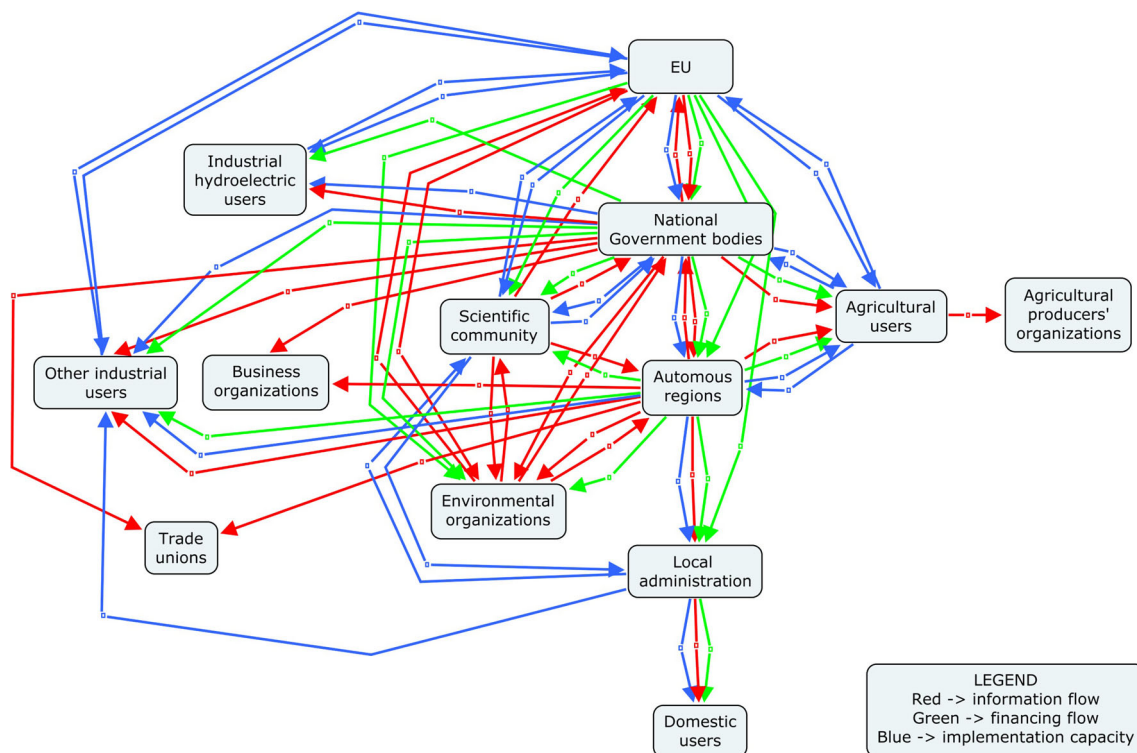 EU
Industrial
hydroelectric
users
National
Government bodies
Scientific
community
Agricultural
users
Agricultural
producers'
organizations
Other industrial
users
Business
organizations
Automous
regions
Environmental
organizations
Trade
unions
Local
administration
Domestic
users
LEGEND
Red -> information flow
Green -> financing flow
Blue -> implementation capacity